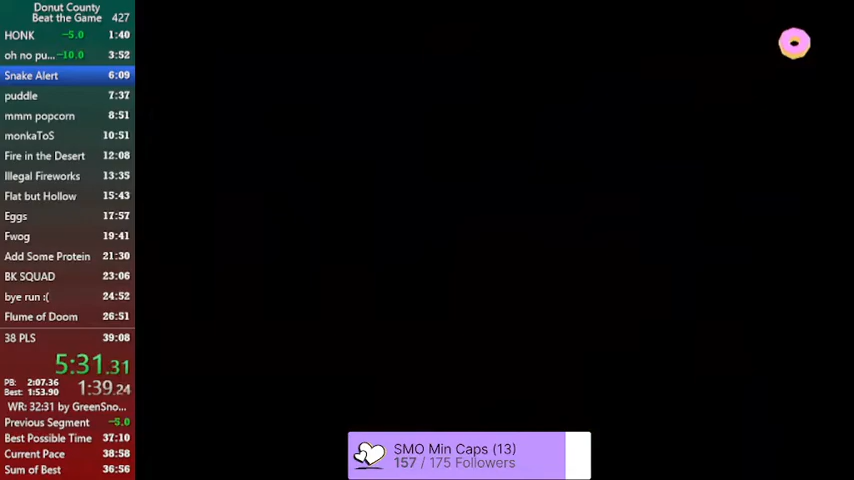 Donut County
Beat the Game 427
HONK -5.0 1:40
oh no pu... -10.0 3:52
Snake Alert 6:09
puddle 7:37
mmm popcorn 8:51
monkaToS 10:51
Fire in the Desert 12:08
Illegal Fireworks 13:35
Flat but Hollow 15:43
Eggs 17:57
Fwog 19:41
Add Some Protein 21:30
BK SQUAD 23:06
bye run :( 24:52
Flume of Doom 26:51
38 PLS 39:08
5:31.31
PB: 2:07.36
Best: 1:53.90
1:39.24
WR: 32:31 by GreenSno...
Previous Segment -5.0
Best Possible Time 37:10
Current Pace 38:58
Sum of Best 36:56
SMO Min Caps (13)
157 / 175 Followers